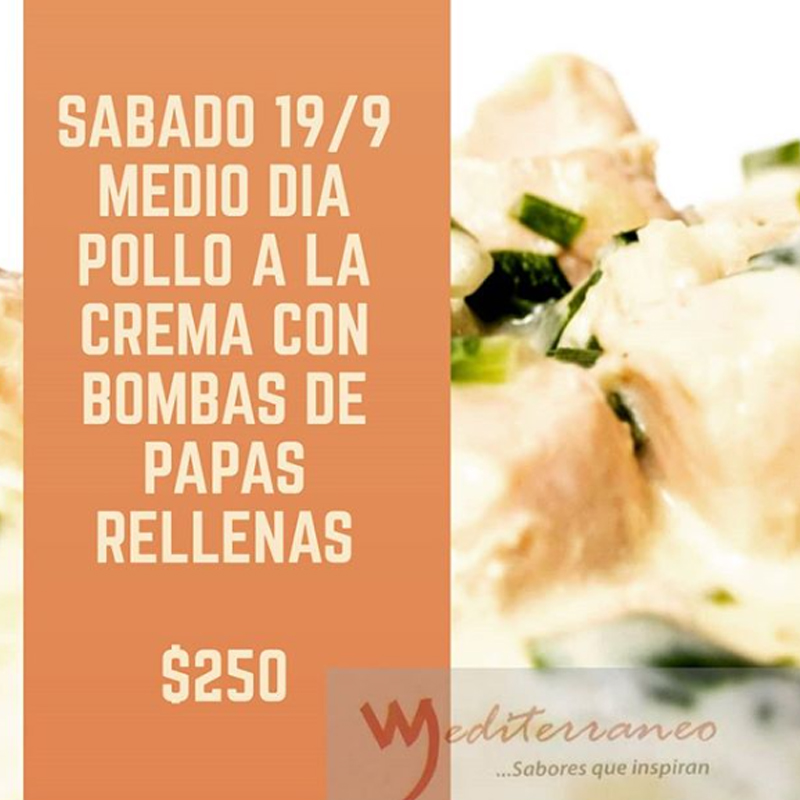 SABADO 19/9
MEDIO DIA
POLLO A LA
CREMA CON
BOMBAS DE
PAPAS
RELLENAS
$250
Mediterraneo
...Sabores que inspiran